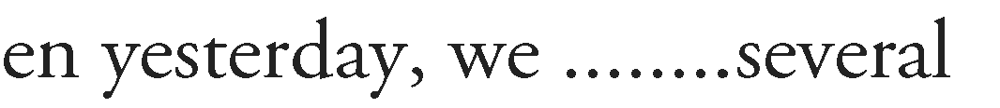 en yesterday, we ........several